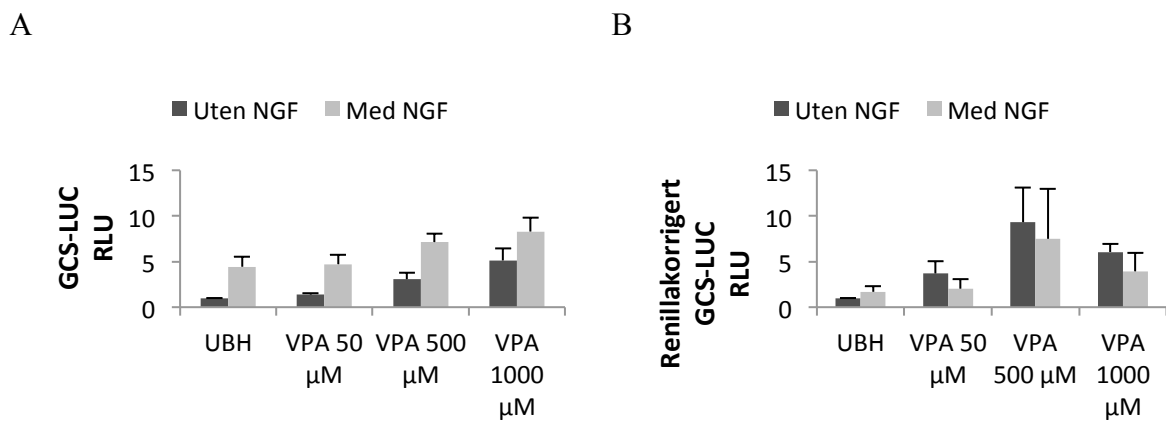 A
Uten NGF Med NGF
GCS-LUC
RLU
15
10
5
0
UBH VPA 50 VPA 500 VPA
µM µM 1000
µM
B
Uten NGF Med NGF
Renillakorrigert
GCS-LUC
RLU
15
10
5
0
UBH VPA 50 VPA VPA
µM 500 µM 1000
µM